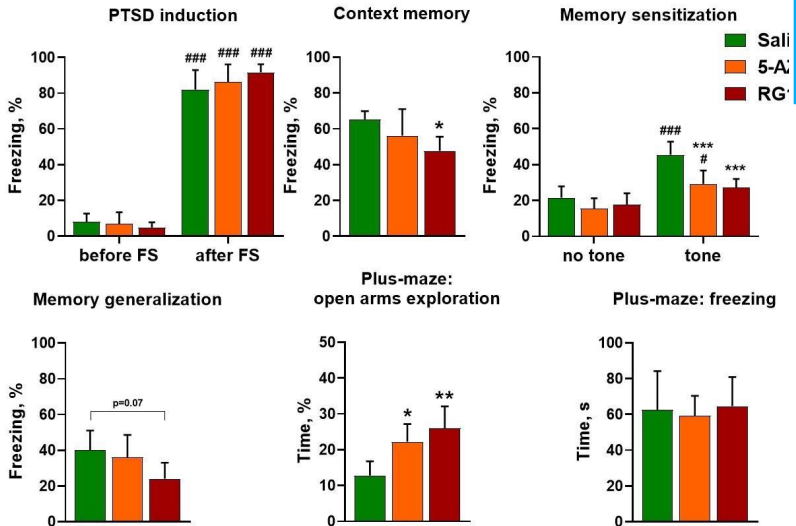 PTSD induction
Freezing, %
100
80
60
40
20
0
### ### ###
before FS
after FS
Context memory
Freezing, %
100
80
60
40
20
0
*
Memory sensitization
Freezing, %
100
80
60
40
20
0
###
***
#
***
no tone
tone
Sali
5-A
RG
Memory generalization
Freezing, %
100
80
60
40
20
0
p=0.07
Plus-maze:
open arms exploration
Time, %
50
40
30
20
10
0
*
**
Plus-maze: freezing
Time, s
100
80
60
40
20
0